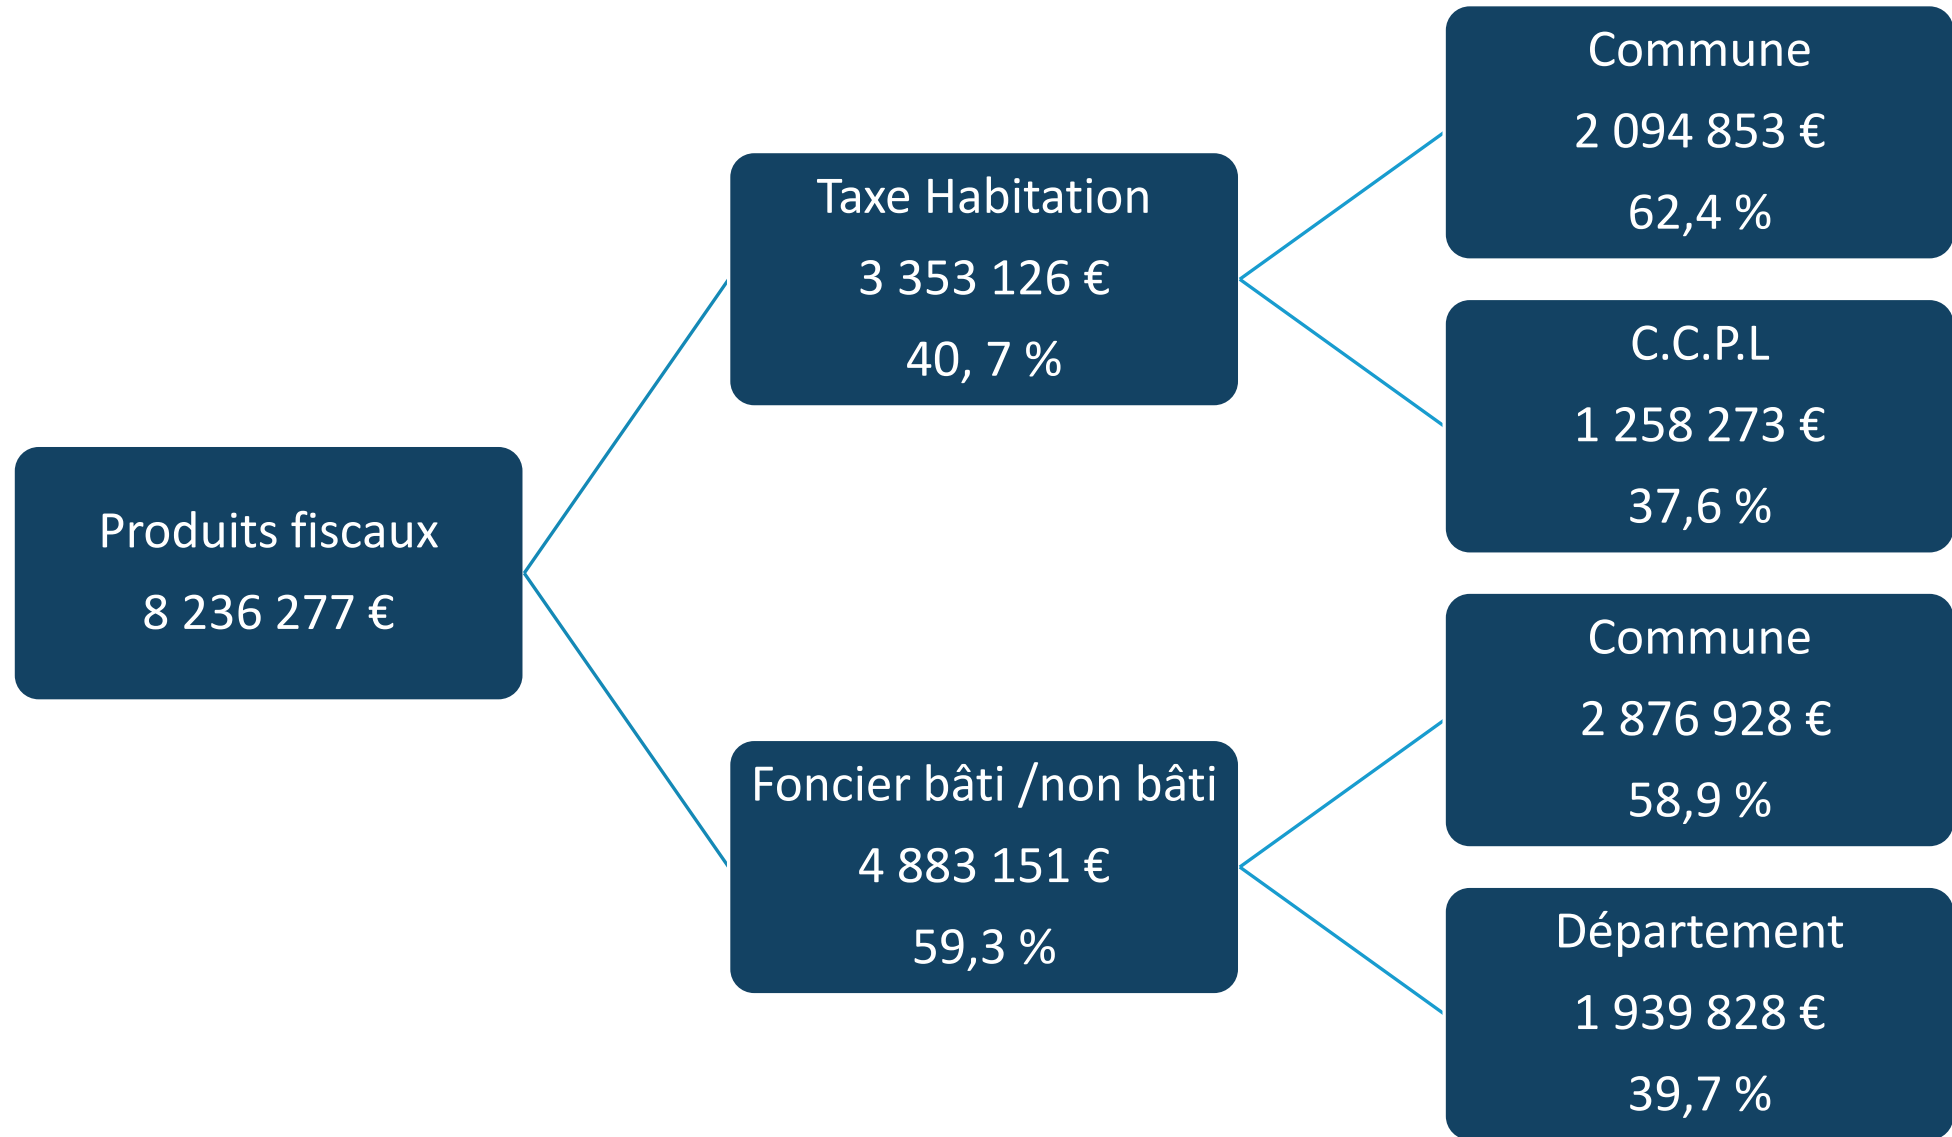 Produits fiscaux
8 236 277 €
Taxe Habitation
3 353 126 €
40, 7 %
Commune
2 094 853 €
62,4 %
C.C.P.L
1 258 273 €
37,6 %
Foncier bâti /non bâti
4 883 151 €
59,3 %
Commune
2 876 928 €
58,9 %
Département
1 939 828 €
39,7 %